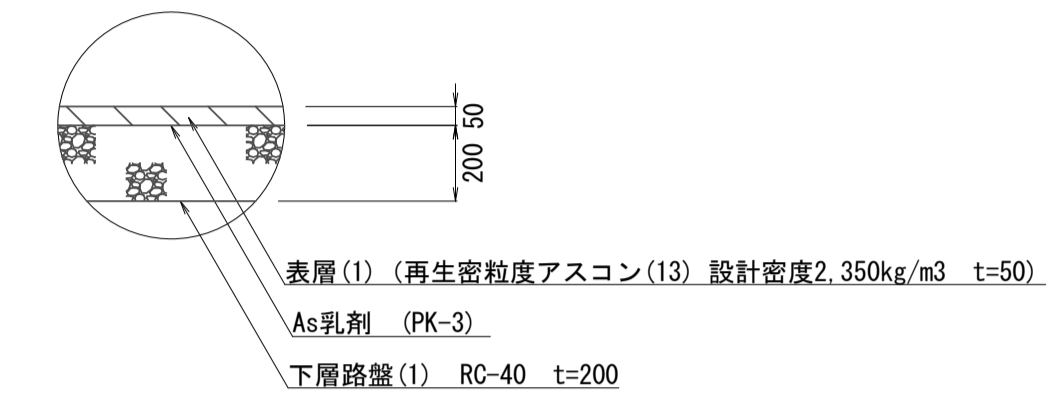 50
200
表層(1) (再生密粒度アスコン(13) 設計密度2,350kg/m3 t=50)
As乳剤 (PK-3)
下層路盤(1) RC-40 t=200